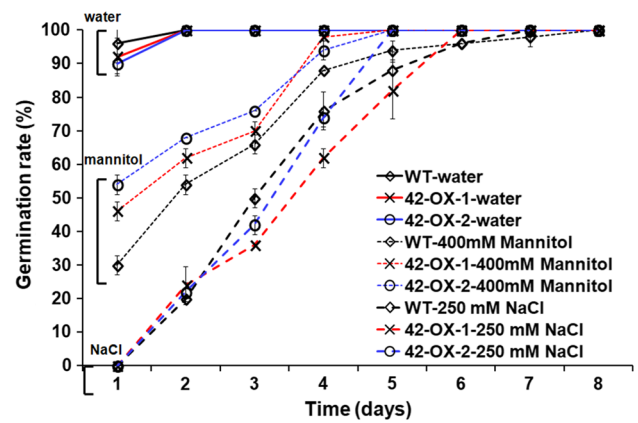 water
100
90
80
70
mannitol
60
50
40
30
20
10
NaCl
0
Germination rate (%)
WT-water
42-OX-1-water
42-OX-2-water
WT-400mM Mannitol
42-OX-1-400mM Mannitol
42-OX-2-400mM Mannitol
WT-250 mM NaCl
42-OX-1-250 mM NaCl
42-OX-2-250 mM NaCl
1 2 3 4 5 6 7 8
Time (days)